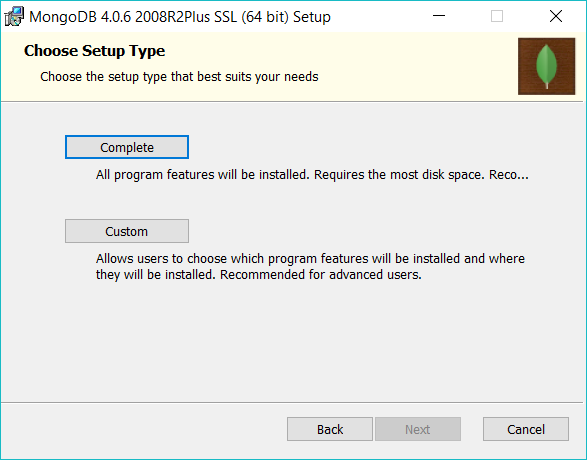 MongoDB 4.0.6 2008R2Plus SSL (64 bit) Setup
Choose Setup Type
Choose the setup type that best suits your needs
Complete
All program features will be installed. Requires the most disk space. Reco...
Custom
Allows users to choose which program features will be installed and where
they will be installed. Recommended for advanced users.
Back
Next
Cancel